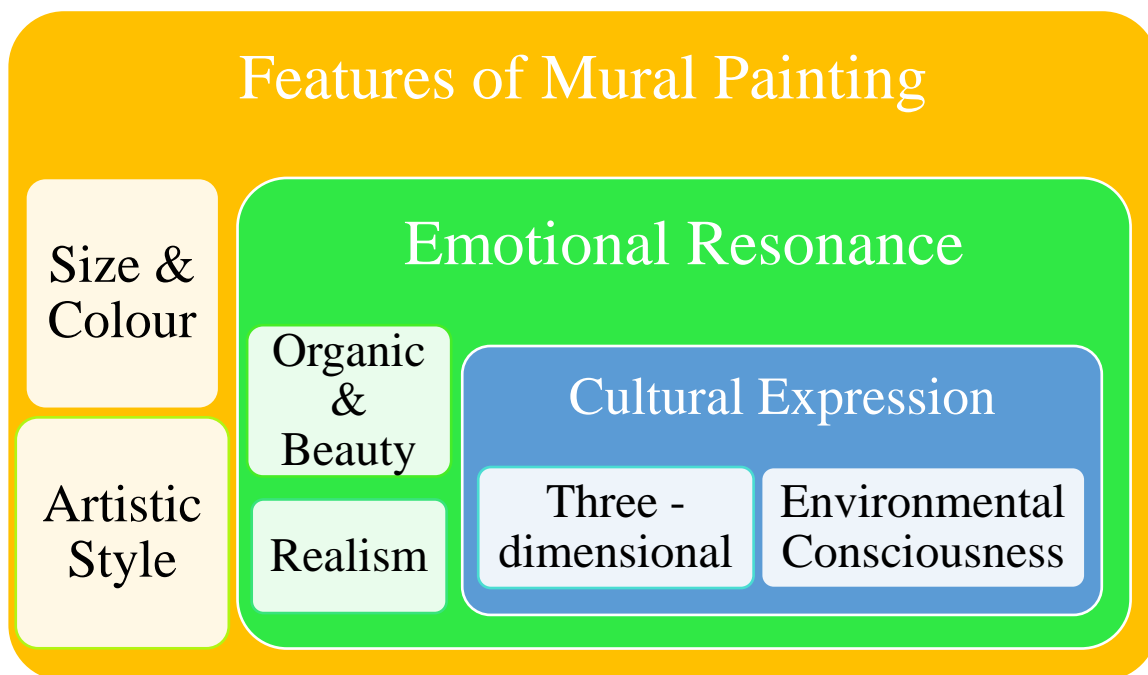 Features of Mural Painting
Size &
Colour
Artistic
Style
Emotional Resonance
Organic
&
Beauty
Realism
Cultural Expression
Three -
dimensional
Environmental
Consciousness